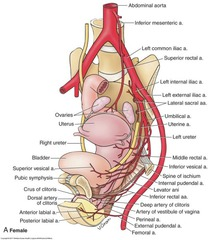 Abdominal aorta
Inferior mesenteric a.
Left common iliac a.
Superior rectal a.
Left internal iliac a.
Left external iliac a.
Lateral sacral aa.
Ovaries
Umbilical a.
Uterus
Uterine a.
Right ureter
Left ureter
Bladder
Middle rectal a.
Superior vesical a.
Inferior vesical a.
Pubic symphysis
Spine of ischium
Internal pudendal a.
Crus of clitoris
Levator ani
Dorsal artery
of clitoris
Inferior rectal aa.
Deep artery of clitoris
Anterior labial a.
Artery of vestibule of vagina
Posterior labial a.
Perineal a.
External pudendal a.
Femoral a.
A Female